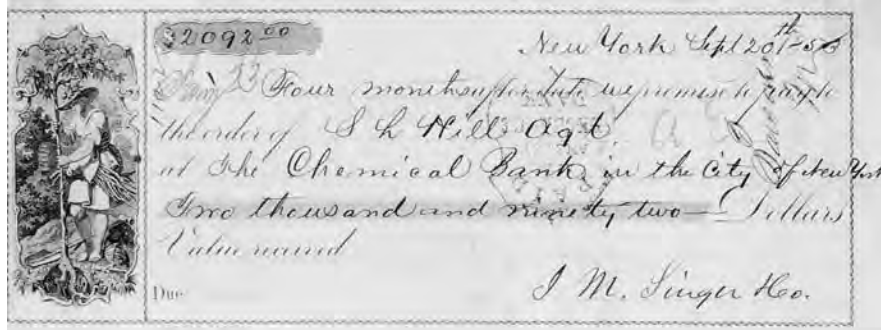 $2092 00
New York Sept 20th 1856
Four months after date we promise to pay to
the order of S L Hill Agt
at The Chemical Bank in the City of New York
Two thousand and ninety two — Dollars
Value received
Due
I M. Singer & Co.